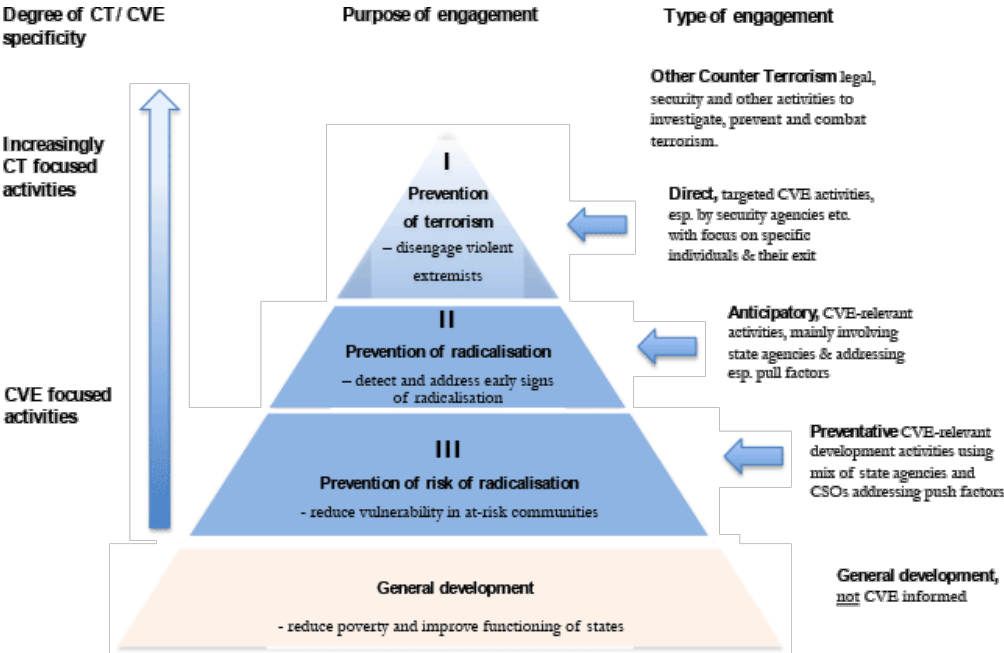 Degree of CT/ CVE
specificity
Purpose of engagement
Type of engagement
Other Counter Terrorism legal,
security and other activities to
investigate, prevent and combat
terrorism.
Increasingly
CT focused
activities
I
Prevention
of terrorism
– disengage violent
extremists
Direct, targeted CVE activities,
esp. by security agencies etc.
with focus on specific
individuals & their exit
II
Prevention of radicalisation
– detect and address early signs
of radicalisation
Anticipatory, CVE-relevant
activities, mainly involving
state agencies & addressing
esp. pull factors
CVE focused
activities
III
Prevention of risk of radicalisation
- reduce vulnerability in at-risk communities
Preventative CVE-relevant
development activities using
mix of state agencies and
CSOs addressing push factors
General development
- reduce poverty and improve functioning of states
General development,
not CVE informed